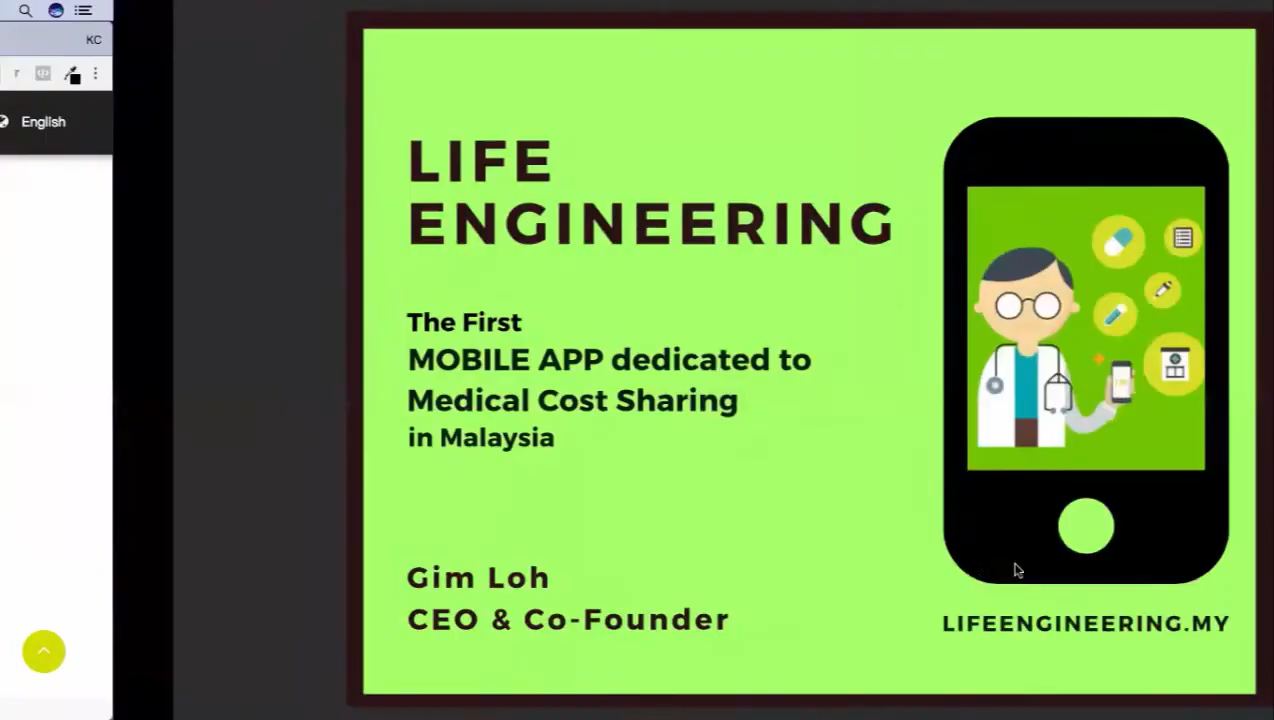 KC
English
LIFE
ENGINEERING
The First
MOBILE APP dedicated to
Medical Cost Sharing
in Malaysia
Gim Loh
CEO & Co-Founder
LIFEENGINEERING.MY